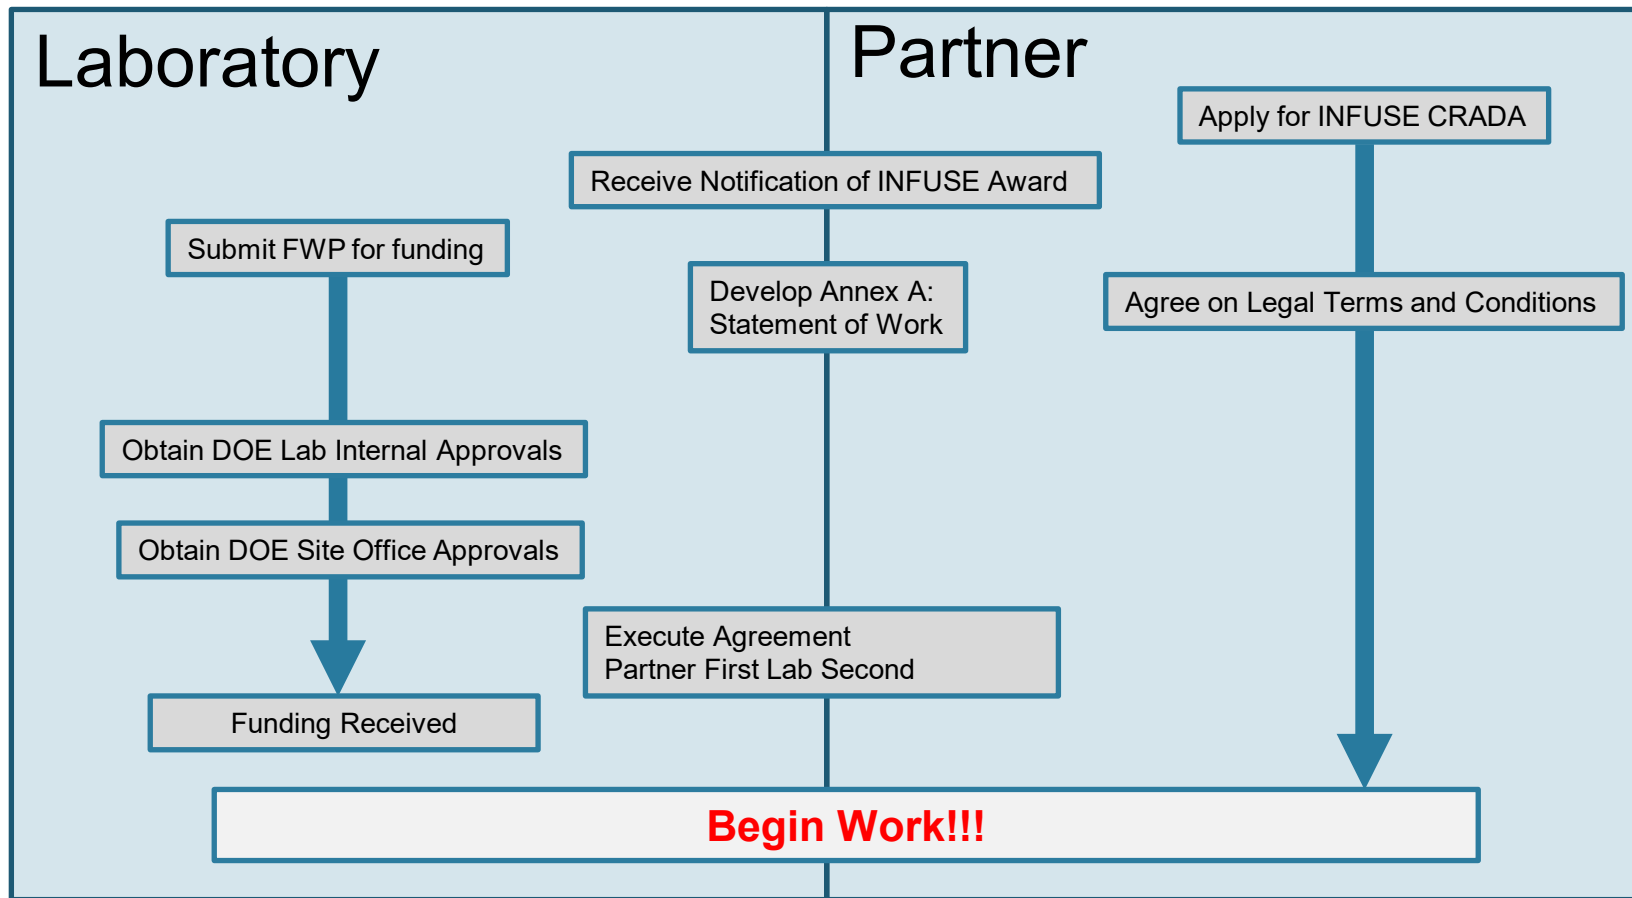 Laboratory
Partner
Apply for INFUSE CRADA
Receive Notification of INFUSE Award
Submit FWP for funding
Develop Annex A:
Statement of Work
Agree on Legal Terms and Conditions
Obtain DOE Lab Internal Approvals
Obtain DOE Site Office Approvals
Execute Agreement
Partner First Lab Second
Funding Received
Begin Work!!!